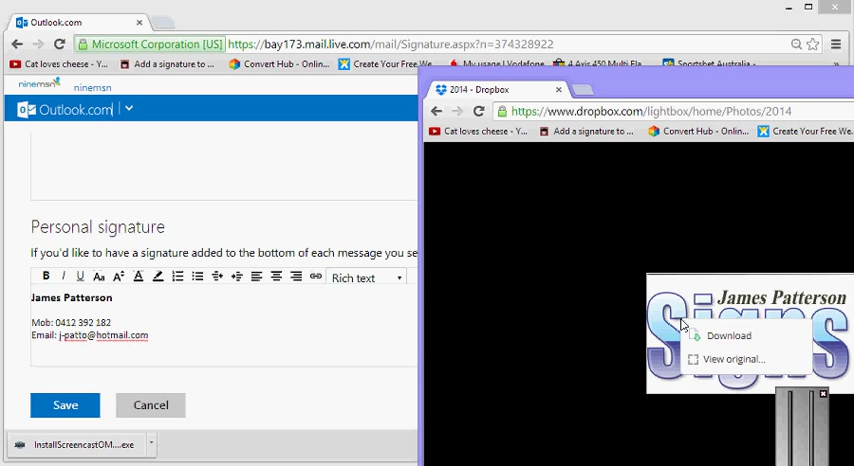 Outlook.com
Microsoft Corporation [US]
https://bay173.mail.live.com/mail/Signature.aspx?n=374328922
Cat loves cheese - Y...
Add a signature to ...
Convert Hub - Onlin...
Create Your Free We...
My usage | Vodafone
4 Axis 450 Multi Fla...
Sportsbet Australia -
ninemsn
ninemsn
Outlook.com
Personal signature
If you'd like to have a signature added to the bottom of each message you se
B I U Aa A A
Rich text
James Patterson
Mob: 0412 392 182
Email: j-patto@hotmail.com
Save
Cancel
InstallScreencastOM....exe
2014 - Dropbox
https://www.dropbox.com/lightbox/home/Photos/2014
Cat loves cheese - Y...
Add a signature to ...
Convert Hub - Onlin...
Create Your Free We.
James Patterson
Signs
Download
View original...